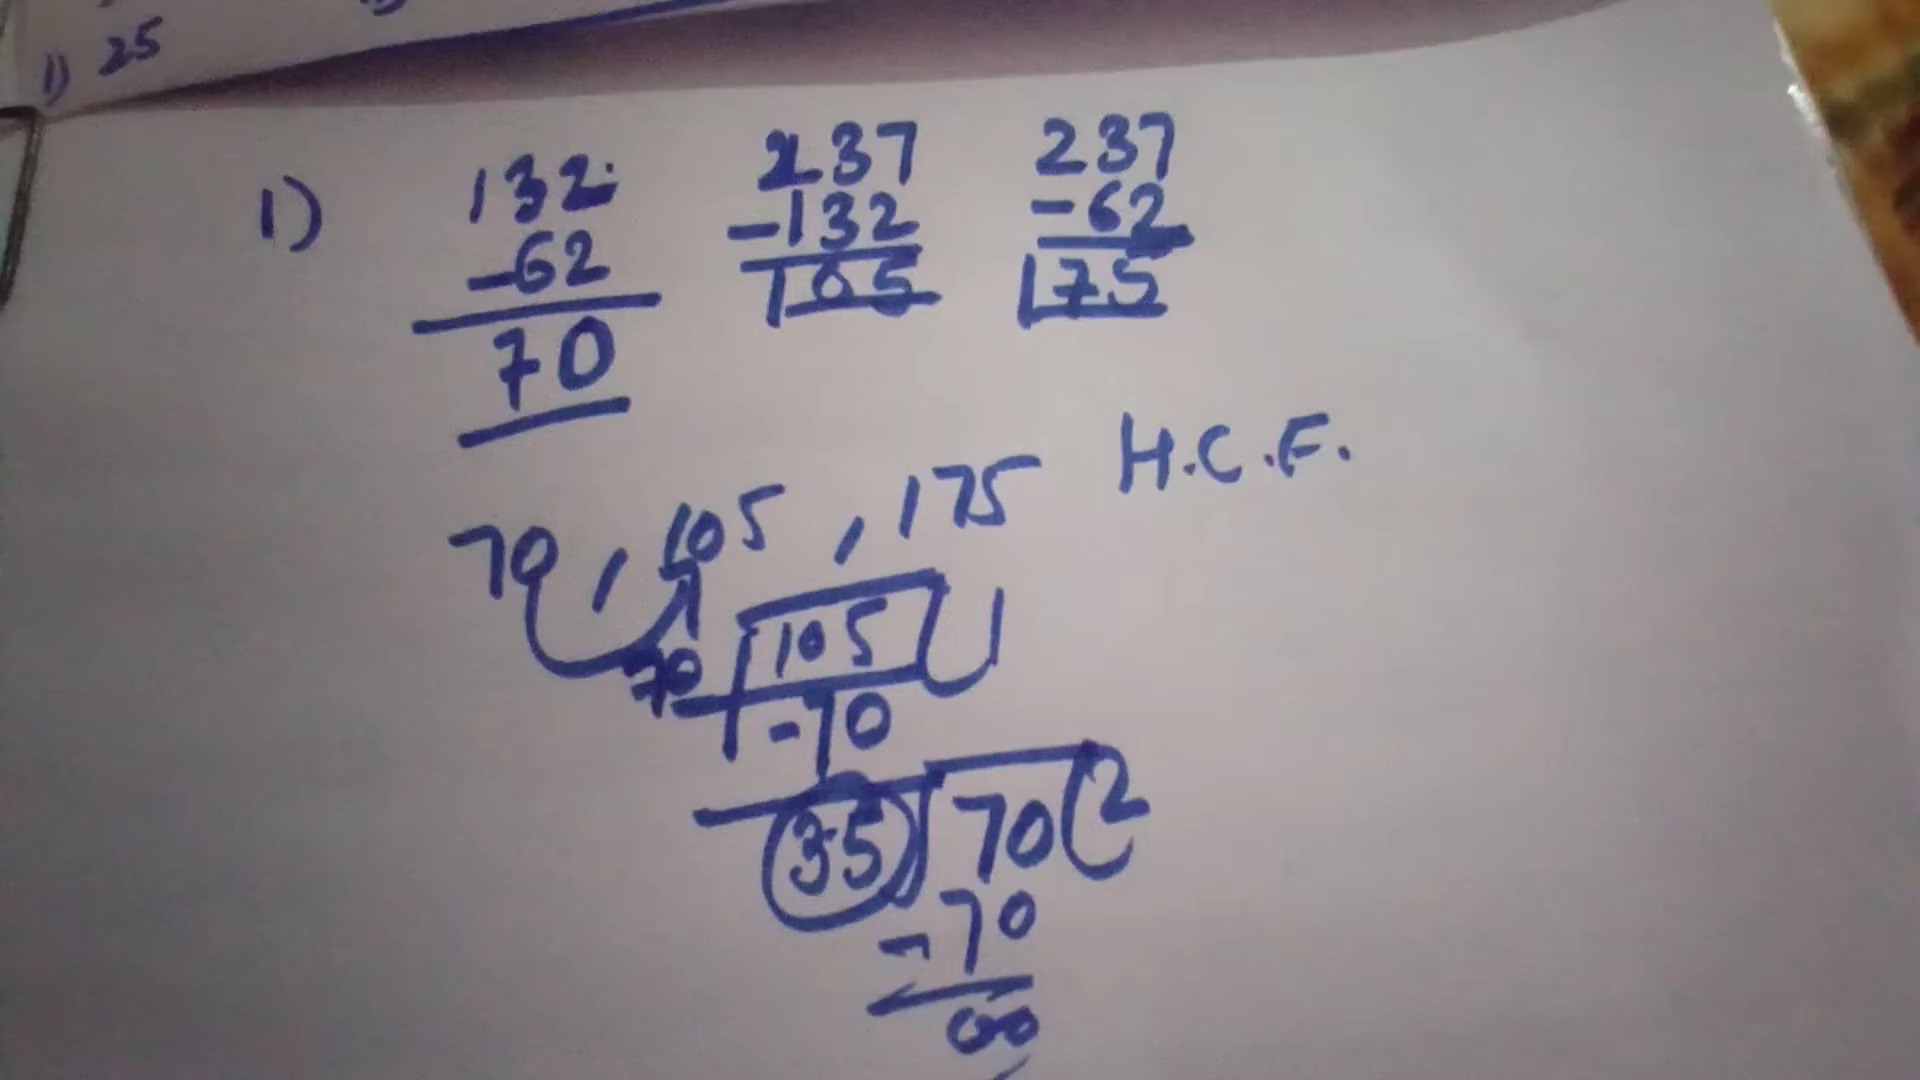 1) 25
1) 132 237 237
-62 -132 -62
70 105 175
70, 105, 175 H.C.F.
70 105 1
-70
35 70 2
-70
00